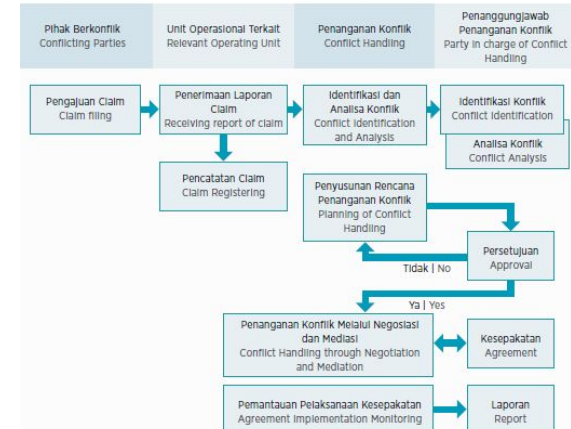 Pihak Berkonflik
Conflicting Parties
Unit Operasional Terkait
Relevant Operating Unit
Penanganan Konflik
Conflict Handling
Penanggungjawab
Penanganan Konflik
Party in charge of Conflict
Handling
Pengajuan Claim
Claim filing
Penerimaan Laporan
Claim
Receiving report of claim
Identifikasi dan
Analisa Konflik
Conflict Identification
and Analysis
Identifikasi Konflik
Conflict Identification
Analisa Konflik
Conflict Analysis
Pencatatan Claim
Claim Registering
Penyusunan Rencana
Penanganan Konflik
Planning of Conflict
Handling
Persetujuan
Approval
Tidak | No
Ya | Yes
Penanganan Konflik Melalui Negosiasi
dan Mediasi
Conflict Handling through Negotiation
and Mediation
Kesepakatan
Agreement
Pemantauan Pelaksanaan Kesepakatan
Agreement Implementation Monitoring
Laporan
Report